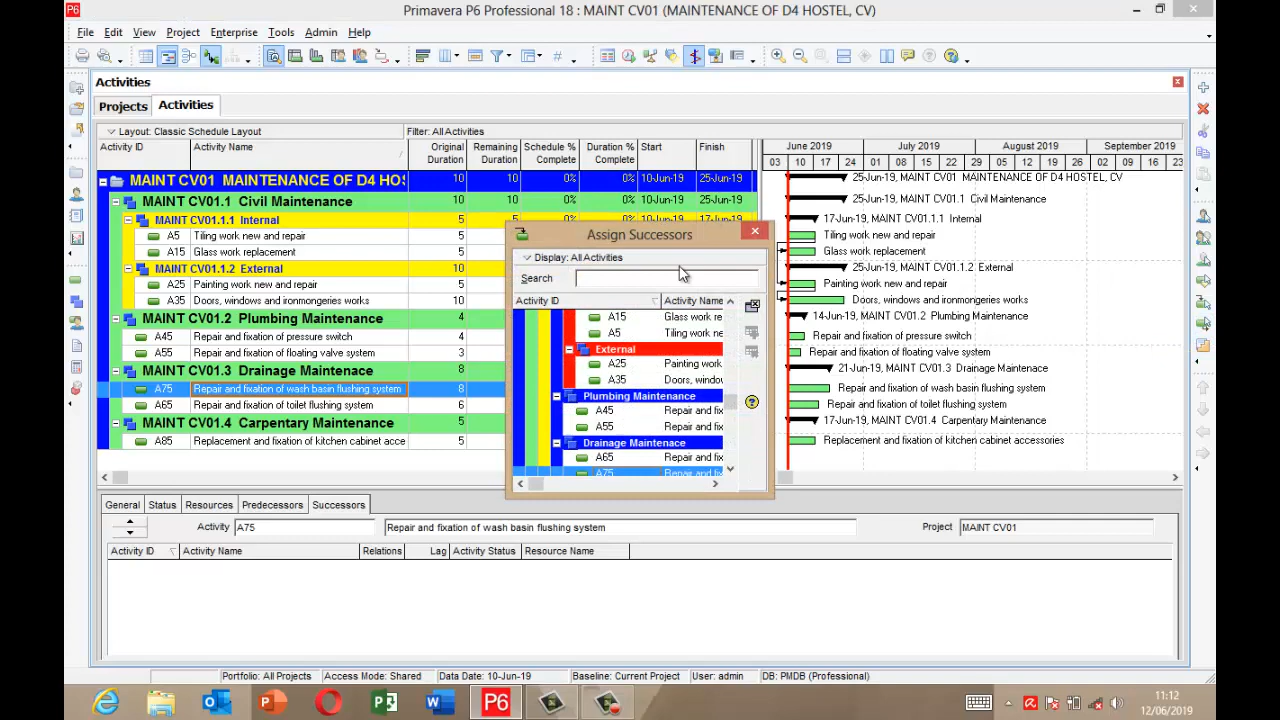 P6 Primavera P6 Professional 18 : MAINT CV01 (MAINTENANCE OF D4 HOSTEL, CV)
File Edit View Project Enterprise Tools Admin Help
Activities
Projects Activities
Layout: Classic Schedule Layout Filter: All Activities
Activity ID Activity Name Original Duration Remaining Duration Schedule % Complete Duration % Complete Start Finish
June 2019 July 2019 August 2019 September 2019
03 10 17 24 01 08 15 22 29 05 12 19 26 02 09 16 23
MAINT CV01 MAINTENANCE OF D4 HOS 10 10 0% 0% 10-Jun-19 25-Jun-19 25-Jun-19, MAINT CV01 MAINTENANCE OF D4 HOSTEL, CV
MAINT CV01.1 Civil Maintenance 10 10 0% 0% 10-Jun-19 25-Jun-19 25-Jun-19, MAINT CV01.1 Civil Maintenance
MAINT CV01.1.1 Internal 5 5 0% 0% 10-Jun-19 17-Jun-19 17-Jun-19, MAINT CV01.1.1 Internal
A5 Tiling work new and repair 5 Tiling work new and repair
A15 Glass work replacement 5 Glass work replacement
MAINT CV01.1.2 External 10 25-Jun-19, MAINT CV01.1.2 External
A25 Painting work new and repair 5 Painting work new and repair
A35 Doors, windows and ironmongeries works 10 Doors, windows and ironmongeries works
MAINT CV01.2 Plumbing Maintenance 4 14-Jun-19, MAINT CV01.2 Plumbing Maintenance
A45 Repair and fixation of pressure switch 4 Repair and fixation of pressure switch
A55 Repair and fixation of floating valve system 3 Repair and fixation of floating valve system
MAINT CV01.3 Drainage Maintenace 8 21-Jun-19, MAINT CV01.3 Drainage Maintenace
A75 Repair and fixation of wash basin flushing system 8 Repair and fixation of wash basin flushing system
A65 Repair and fixation of toilet flushing system 6 Repair and fixation of toilet flushing system
MAINT CV01.4 Carpentary Maintenance 5 17-Jun-19, MAINT CV01.4 Carpentary Maintenance
A85 Replacement and fixation of kitchen cabinet acce 5 Replacement and fixation of kitchen cabinet accessories
Assign Successors
Display: All Activities
Search
Activity ID Activity Name
A15 Glass work re
A5 Tiling work ne
External
A25 Painting work
A35 Doors, windov
Plumbing Maintenance
A45 Repair and fix
A55 Repair and fix
Drainage Maintenace
A65 Repair and fix
A75 Repair and fix
General Status Resources Predecessors Successors
Activity A75 Repair and fixation of wash basin flushing system Project MAINT CV01
Activity ID Activity Name Relations Lag Activity Status Resource Name
Portfolio: All Projects Access Mode: Shared Data Date: 10-Jun-19 Baseline: Current Project User: admin DB: PMDB (Professional)
P6
11:12
12/06/2019